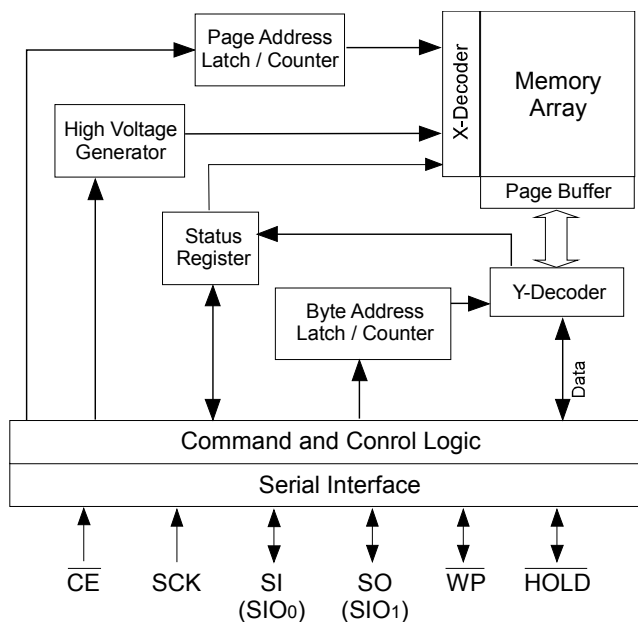 Page Address
Latch / Counter
X-Decoder
Memory
Array
High Voltage
Generator
Page Buffer
Status
Register
Y-Decoder
Byte Address
Latch / Counter
Data
Command and Conrol Logic
Serial Interface
CE SCK SI SO WP HOLD
(SIO0) (SIO1)